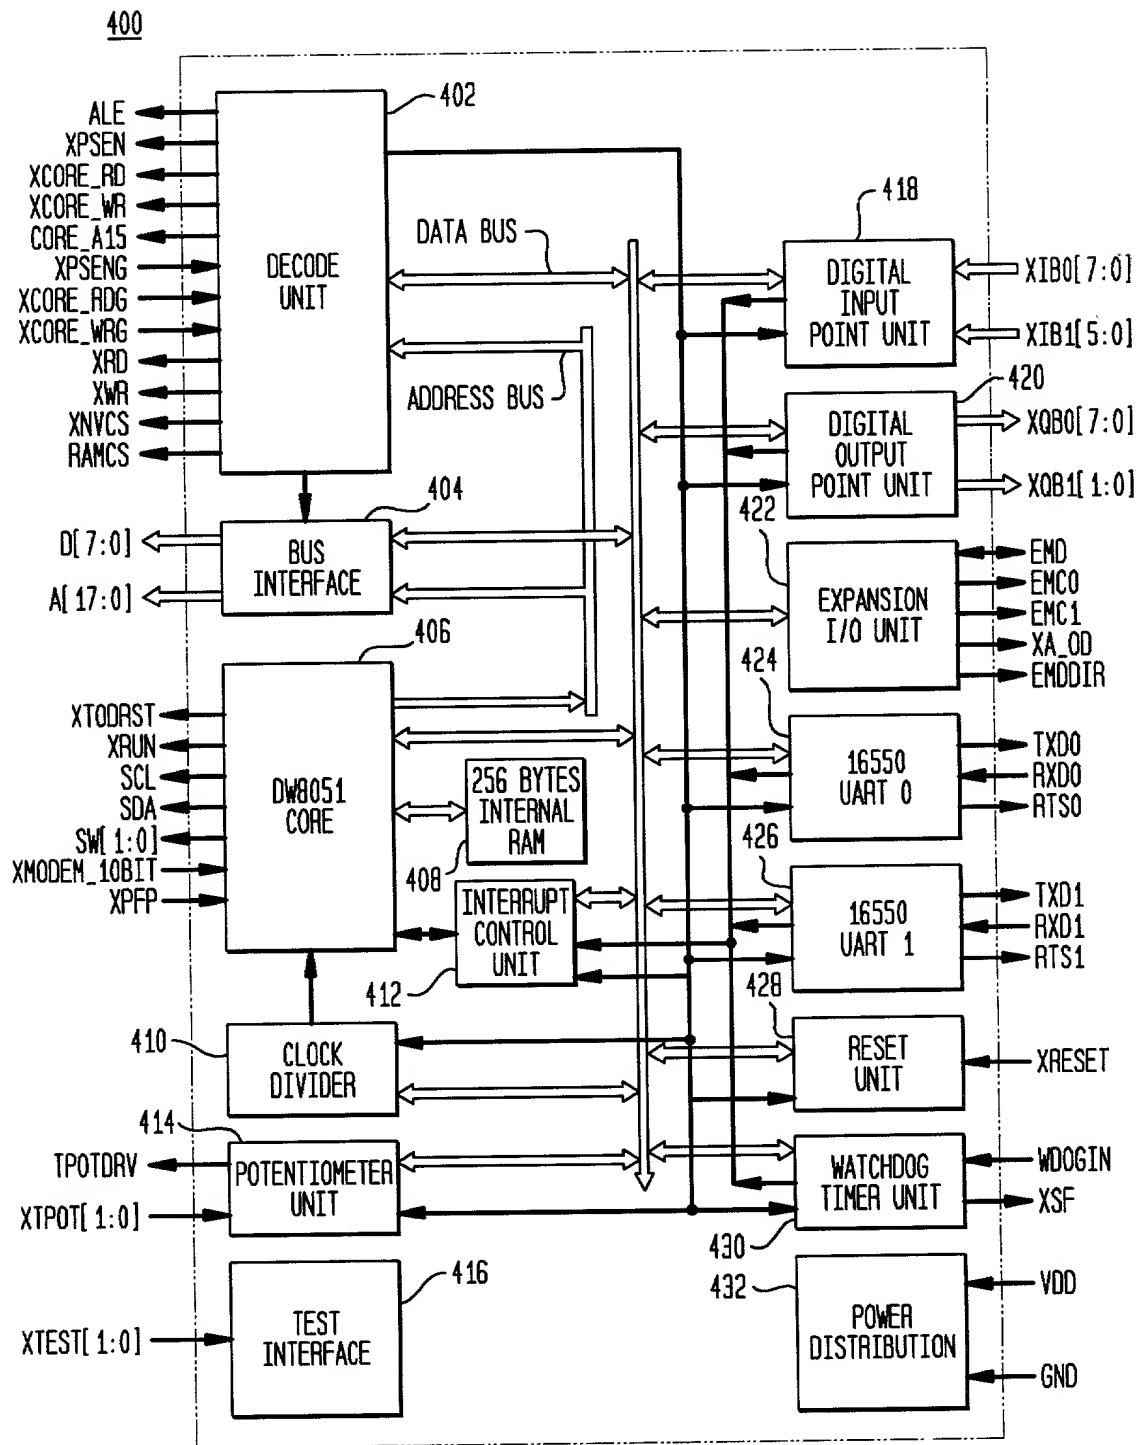 400
402
ALE
XPSEN
XCORE_RD
XCORE_WR
CORE_A15
XPSENG
XCORE_RDG
XCORE_WRG
XRD
XWR
XNVCS
RAMCS
DECODE
UNIT
DATA BUS
ADDRESS BUS
418
DIGITAL
INPUT
POINT UNIT
XIB0[7:0]
XIB1[5:0]
420
DIGITAL
OUTPUT
POINT UNIT
XQB0[7:0]
XQB1[1:0]
404
D[7:0]
A[17:0]
BUS
INTERFACE
422
EXPANSION
I/O UNIT
EMD
EMC0
EMC1
XA_OD
EMDDIR
406
XTODRST
XRUN
SCL
SDA
SW[1:0]
XMODEM_10BIT
XPFP
DW8051
CORE
256 BYTES
INTERNAL
RAM
408
424
16550
UART 0
TXD0
RXD0
RTS0
INTERRUPT
CONTROL
UNIT
412
426
16550
UART 1
TXD1
RXD1
RTS1
410
CLOCK
DIVIDER
428
RESET
UNIT
XRESET
414
TPOTDRV
XTPOT[1:0]
POTENTIOMETER
UNIT
WATCHDOG
TIMER UNIT
430
WDOGIN
XSF
416
XTEST[1:0]
TEST
INTERFACE
432
POWER
DISTRIBUTION
VDD
GND